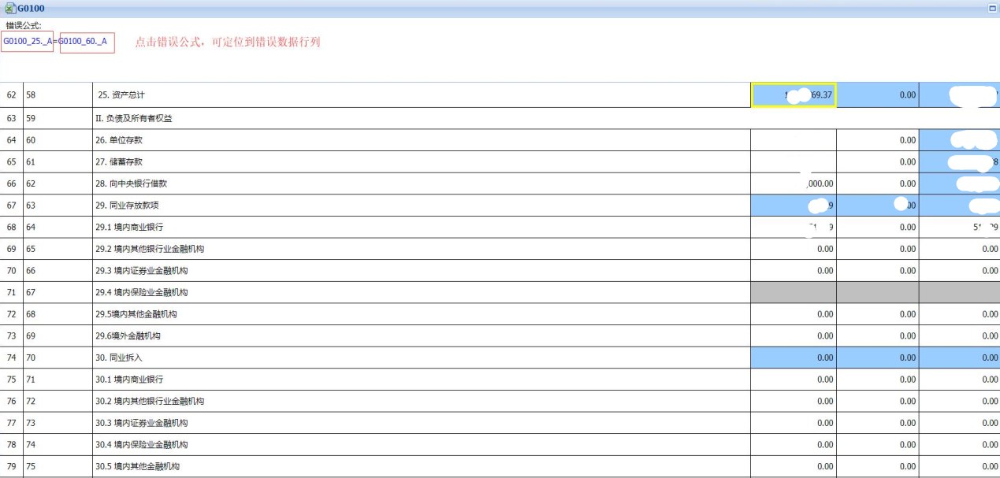 G0100
错误公式:
G0100_25._A=G0100_60._A 点击错误公式，可定位到错误数据行列
62 58 25. 资产总计 69.37 0.00
63 59 II. 负债及所有者权益
64 60 26. 单位存款 0.00
65 61 27. 储蓄存款 0.00 8
66 62 28. 向中央银行借款 ,000.00 0.00
67 63 29. 同业存放款项 9 00
68 64 29.1 境内商业银行 9 0.00 5
69 65 29.2 境内其他银行业金融机构 0.00 0.00 0.00
70 66 29.3 境内证券业金融机构 0.00 0.00 0.00
71 67 29.4 境内保险业金融机构
72 68 29.5境内其他金融机构 0.00 0.00 0.00
73 69 29.6境外金融机构 0.00 0.00 0.00
74 70 30. 同业拆入 0.00 0.00 0.00
75 71 30.1 境内商业银行 0.00 0.00 0.00
76 72 30.2 境内其他银行业金融机构 0.00 0.00 0.00
77 73 30.3 境内证券业金融机构 0.00 0.00 0.00
78 74 30.4 境内保险业金融机构 0.00 0.00 0.00
79 75 30.5 境内其他金融机构 0.00 0.00 0.00